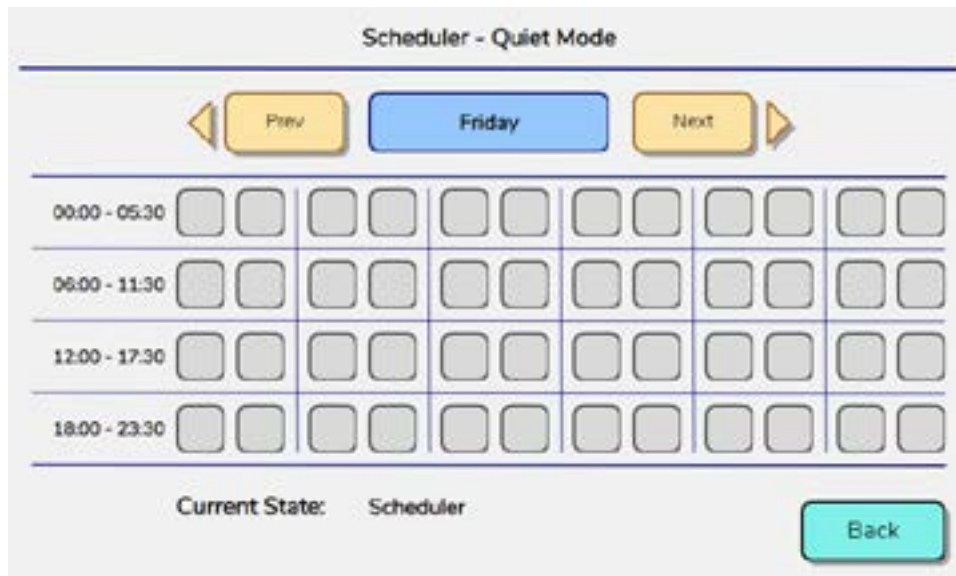 Scheduler - Quiet Mode
Prev Friday Next
00:00 - 05:30
06:00 - 11:30
12:00 - 17:30
18:00 - 23:30
Current State: Scheduler
Back